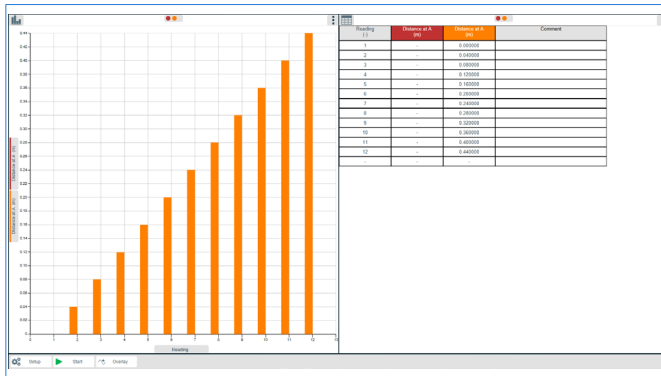 0.44
0.42
0.40
0.38
0.36
0.34
0.32
0.30
0.28
0.26
0.24
0.22
0.20
0.18
0.16
0.14
0.12
0.10
0.08
0.06
0.04
0.02
0
0 1 2 3 4 5 6 7 8 9 10 11 12 13
Reading
Distance at A (m)
Distance at A (m)
Reading Distance at A Distance at A Comment
(-) (m) (m)
1 - 0.000000
2 - 0.040000
3 - 0.080000
4 - 0.120000
5 - 0.160000
6 - 0.200000
7 - 0.240000
8 - 0.280000
9 - 0.320000
10 - 0.360000
11 - 0.400000
12 - 0.440000
- - -
Setup Start Overlay